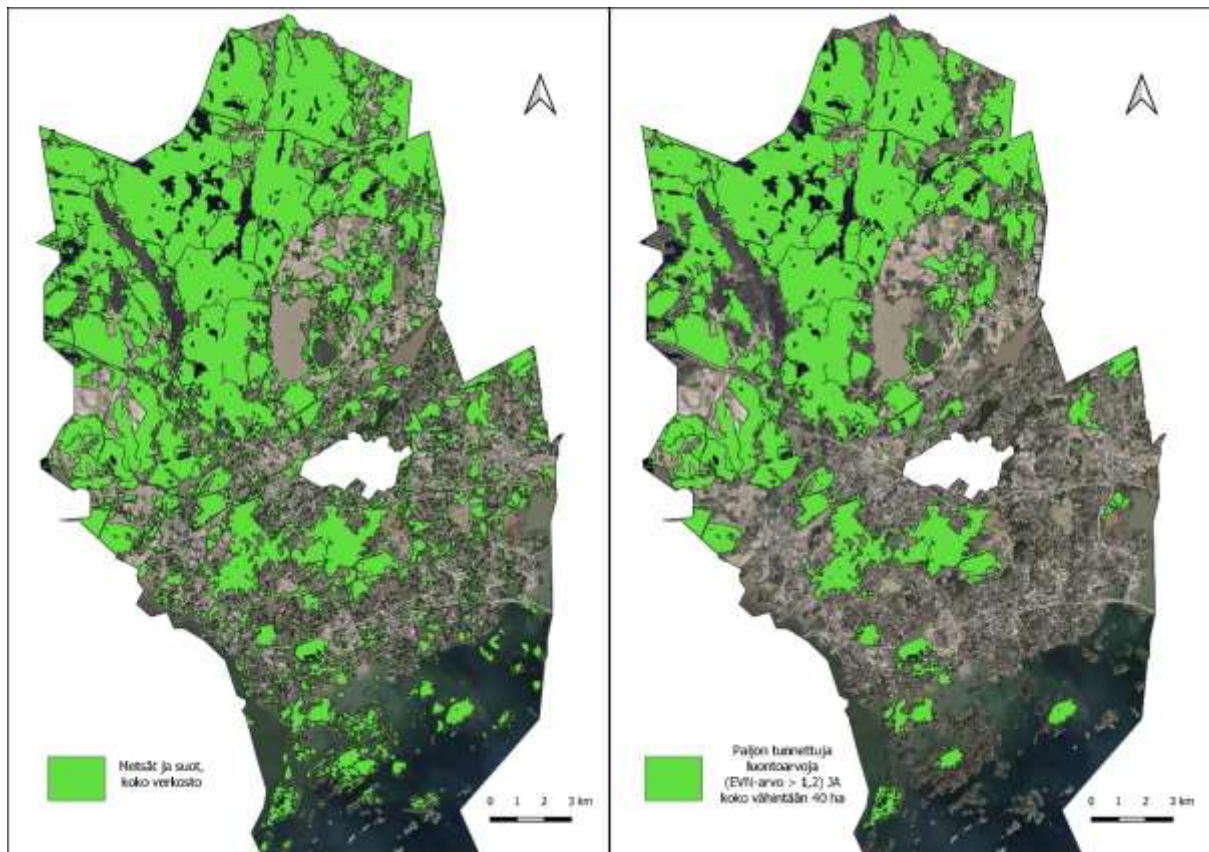 Metsät ja suot,
koko verkosto
0 1 2 3 km
Paljon tunnettuja
luontoarvoja
(EVN-arvo > 1,2) JA
koko vähintään 40 ha
0 1 2 3 km